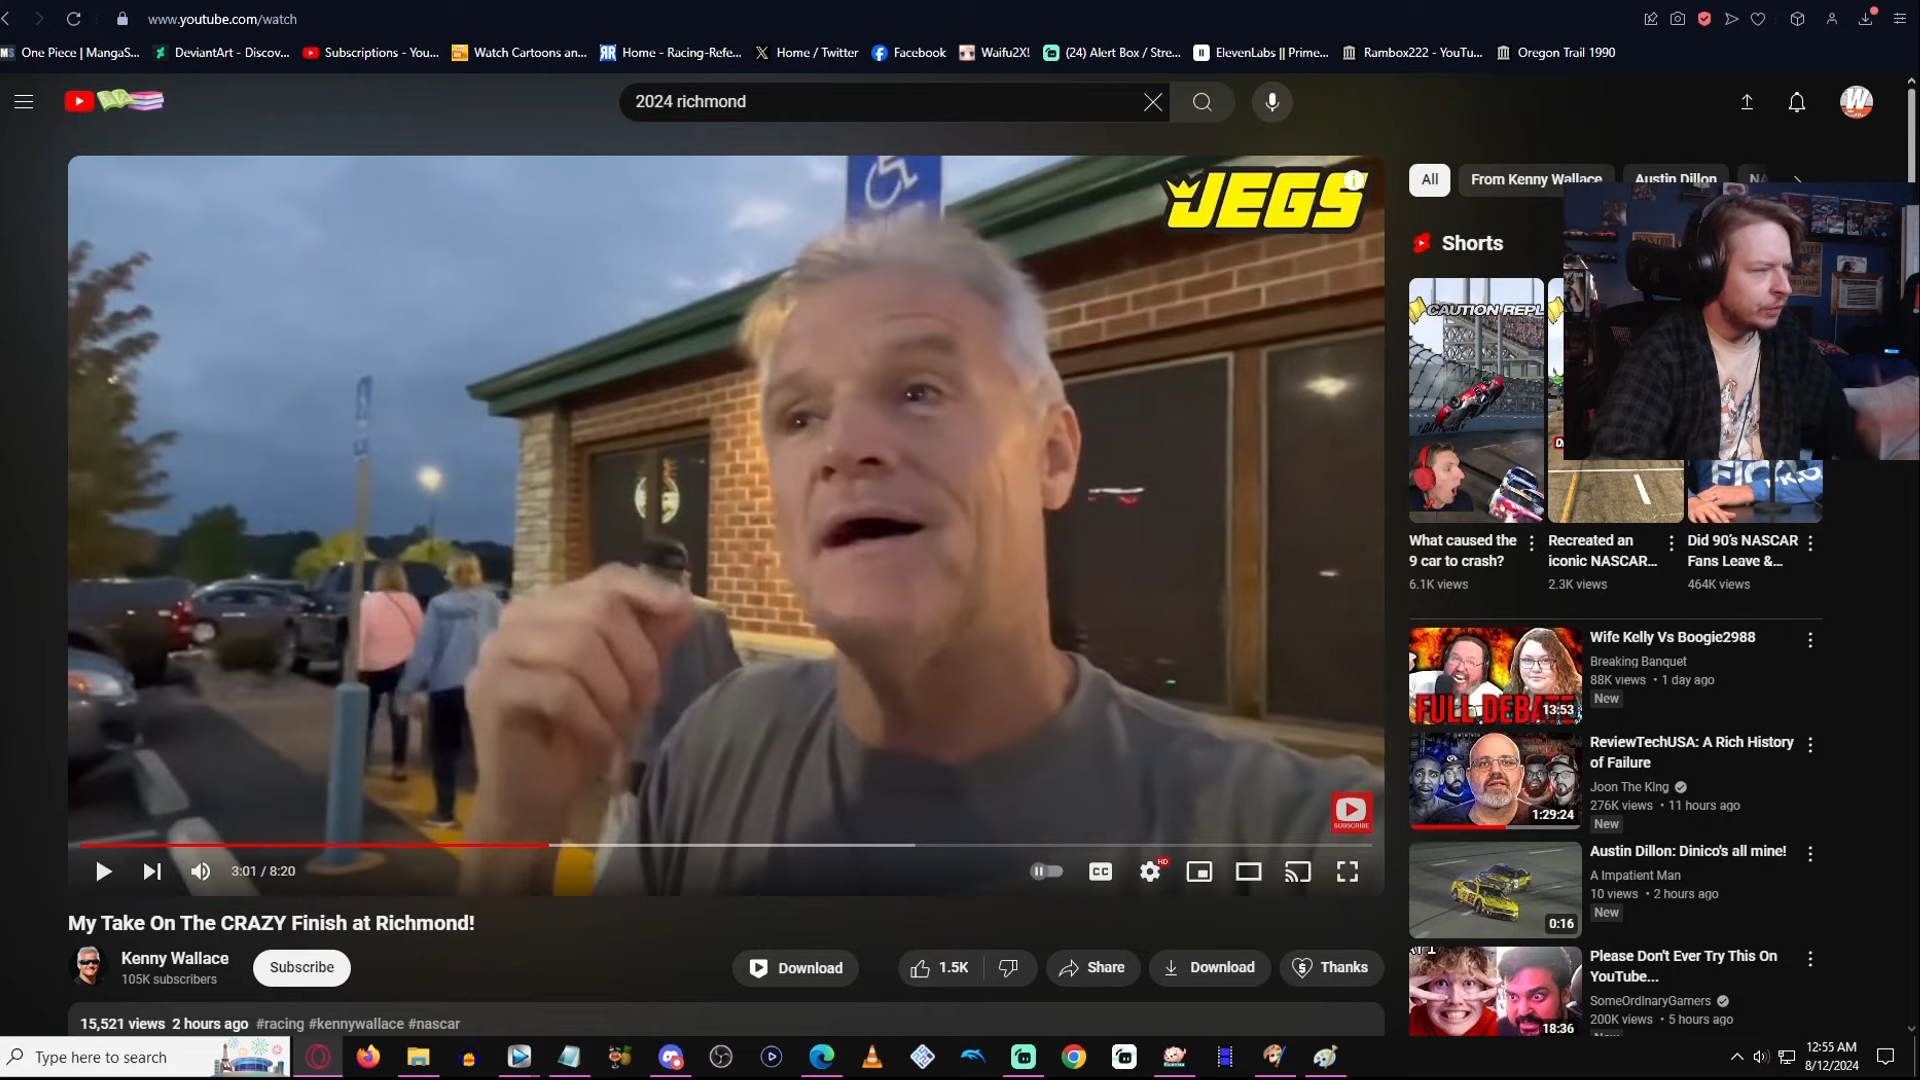 www.youtube.com/watch
One Piece | MangaS...
DeviantArt - Discov...
Subscriptions - You...
Watch Cartoons an...
Home - Racing-Refe...
Home / Twitter
Facebook
Waifu2X!
(24) Alert Box / Stre...
ElevenLabs || Prime...
Rambox222 - YouTu...
Oregon Trail 1990
2024 richmond
JEGS
All
From Kenny Wallace
Austin Dillon
NA
Shorts
CAUTION REPL
What caused the
9 car to crash?
6.1K views
Recreated an
iconic NASCAR...
2.3K views
Did 90's NASCAR
Fans Leave &...
464K views
Wife Kelly Vs Boogie2988
Breaking Banquet
88K views • 1 day ago
New
FULL DEBATE
13:53
ReviewTechUSA: A Rich History
of Failure
Joon The King
276K views • 11 hours ago
New
1:29:24
Austin Dillon: Dinico's all mine!
A Impatient Man
10 views • 2 hours ago
New
0:16
Please Don't Ever Try This On
YouTube...
SomeOrdinaryGamers
200K views • 5 hours ago
18:36
SUBSCRIBE
3:01 / 8:20
CC
HD
My Take On The CRAZY Finish at Richmond!
Kenny Wallace
105K subscribers
Subscribe
Download
1.5K
Share
Download
Thanks
15,521 views 2 hours ago #racing #kennywallace #nascar
Type here to search
12:55 AM
8/12/2024